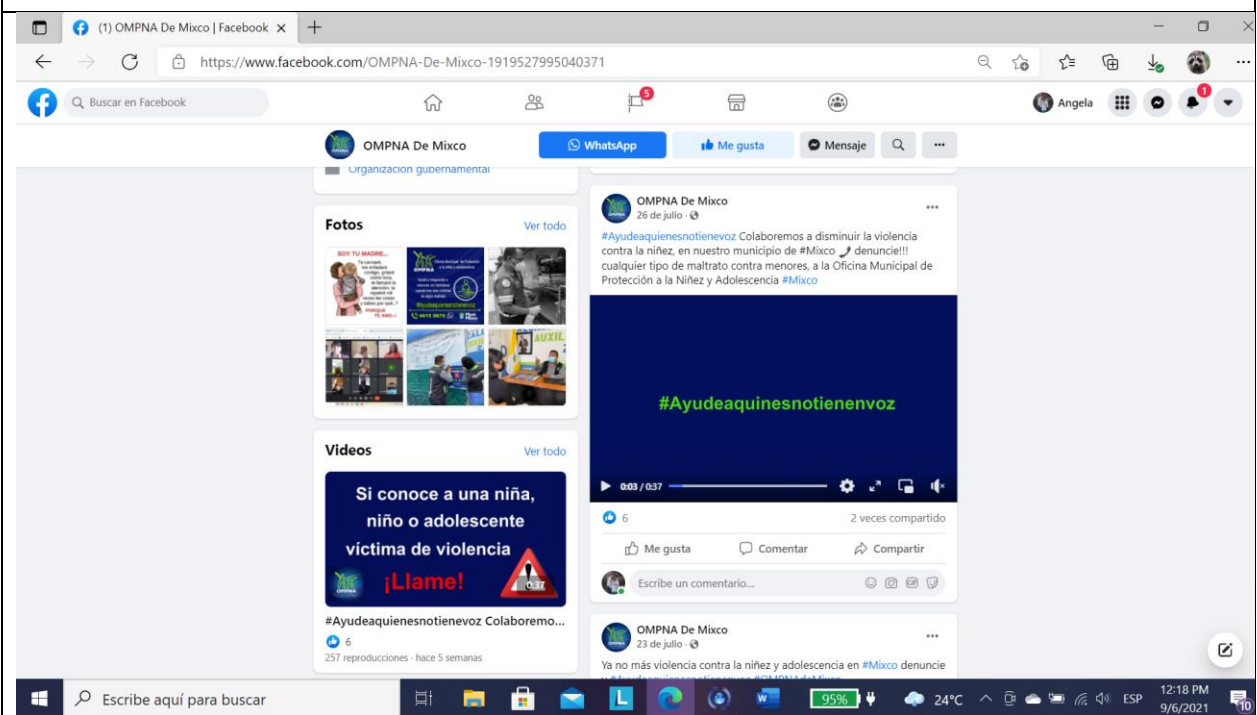 (1) OMPNA De Mixco | Facebook
https://www.facebook.com/OMPNA-De-Mixco-1919527995040371
Buscar en Facebook
5
Angela
1
OMPNA De Mixco
WhatsApp
Me gusta
Mensaje
Organización gubernamental
Fotos
Ver todo
SOY TU MADRE...
Videos
Ver todo
Si conoce a una niña,
niño o adolescente
víctima de violencia
¡Llame!
OMPNA
0:37
#Ayudeaquienesnotienevoz Colaboremo...
6
257 reproducciones · hace 5 semanas
OMPNA De Mixco
26 de julio ·
#Ayudeaquienesnotienevoz Colaboremos a disminuir la violencia
contra la niñez, en nuestro municipio de #Mixco denuncie!!!
cualquier tipo de maltrato contra menores, a la Oficina Municipal de
Protección a la Niñez y Adolescencia #Mixco
#Ayudeaquinesnotienenvoz
0:03 / 0:37
6
2 veces compartido
Me gusta
Comentar
Compartir
Escribe un comentario...
OMPNA De Mixco
23 de julio ·
Ya no más violencia contra la niñez y adolescencia en #Mixco denuncie
Escribe aquí para buscar
95%
24°C
ESP
12:18 PM
9/6/2021
10